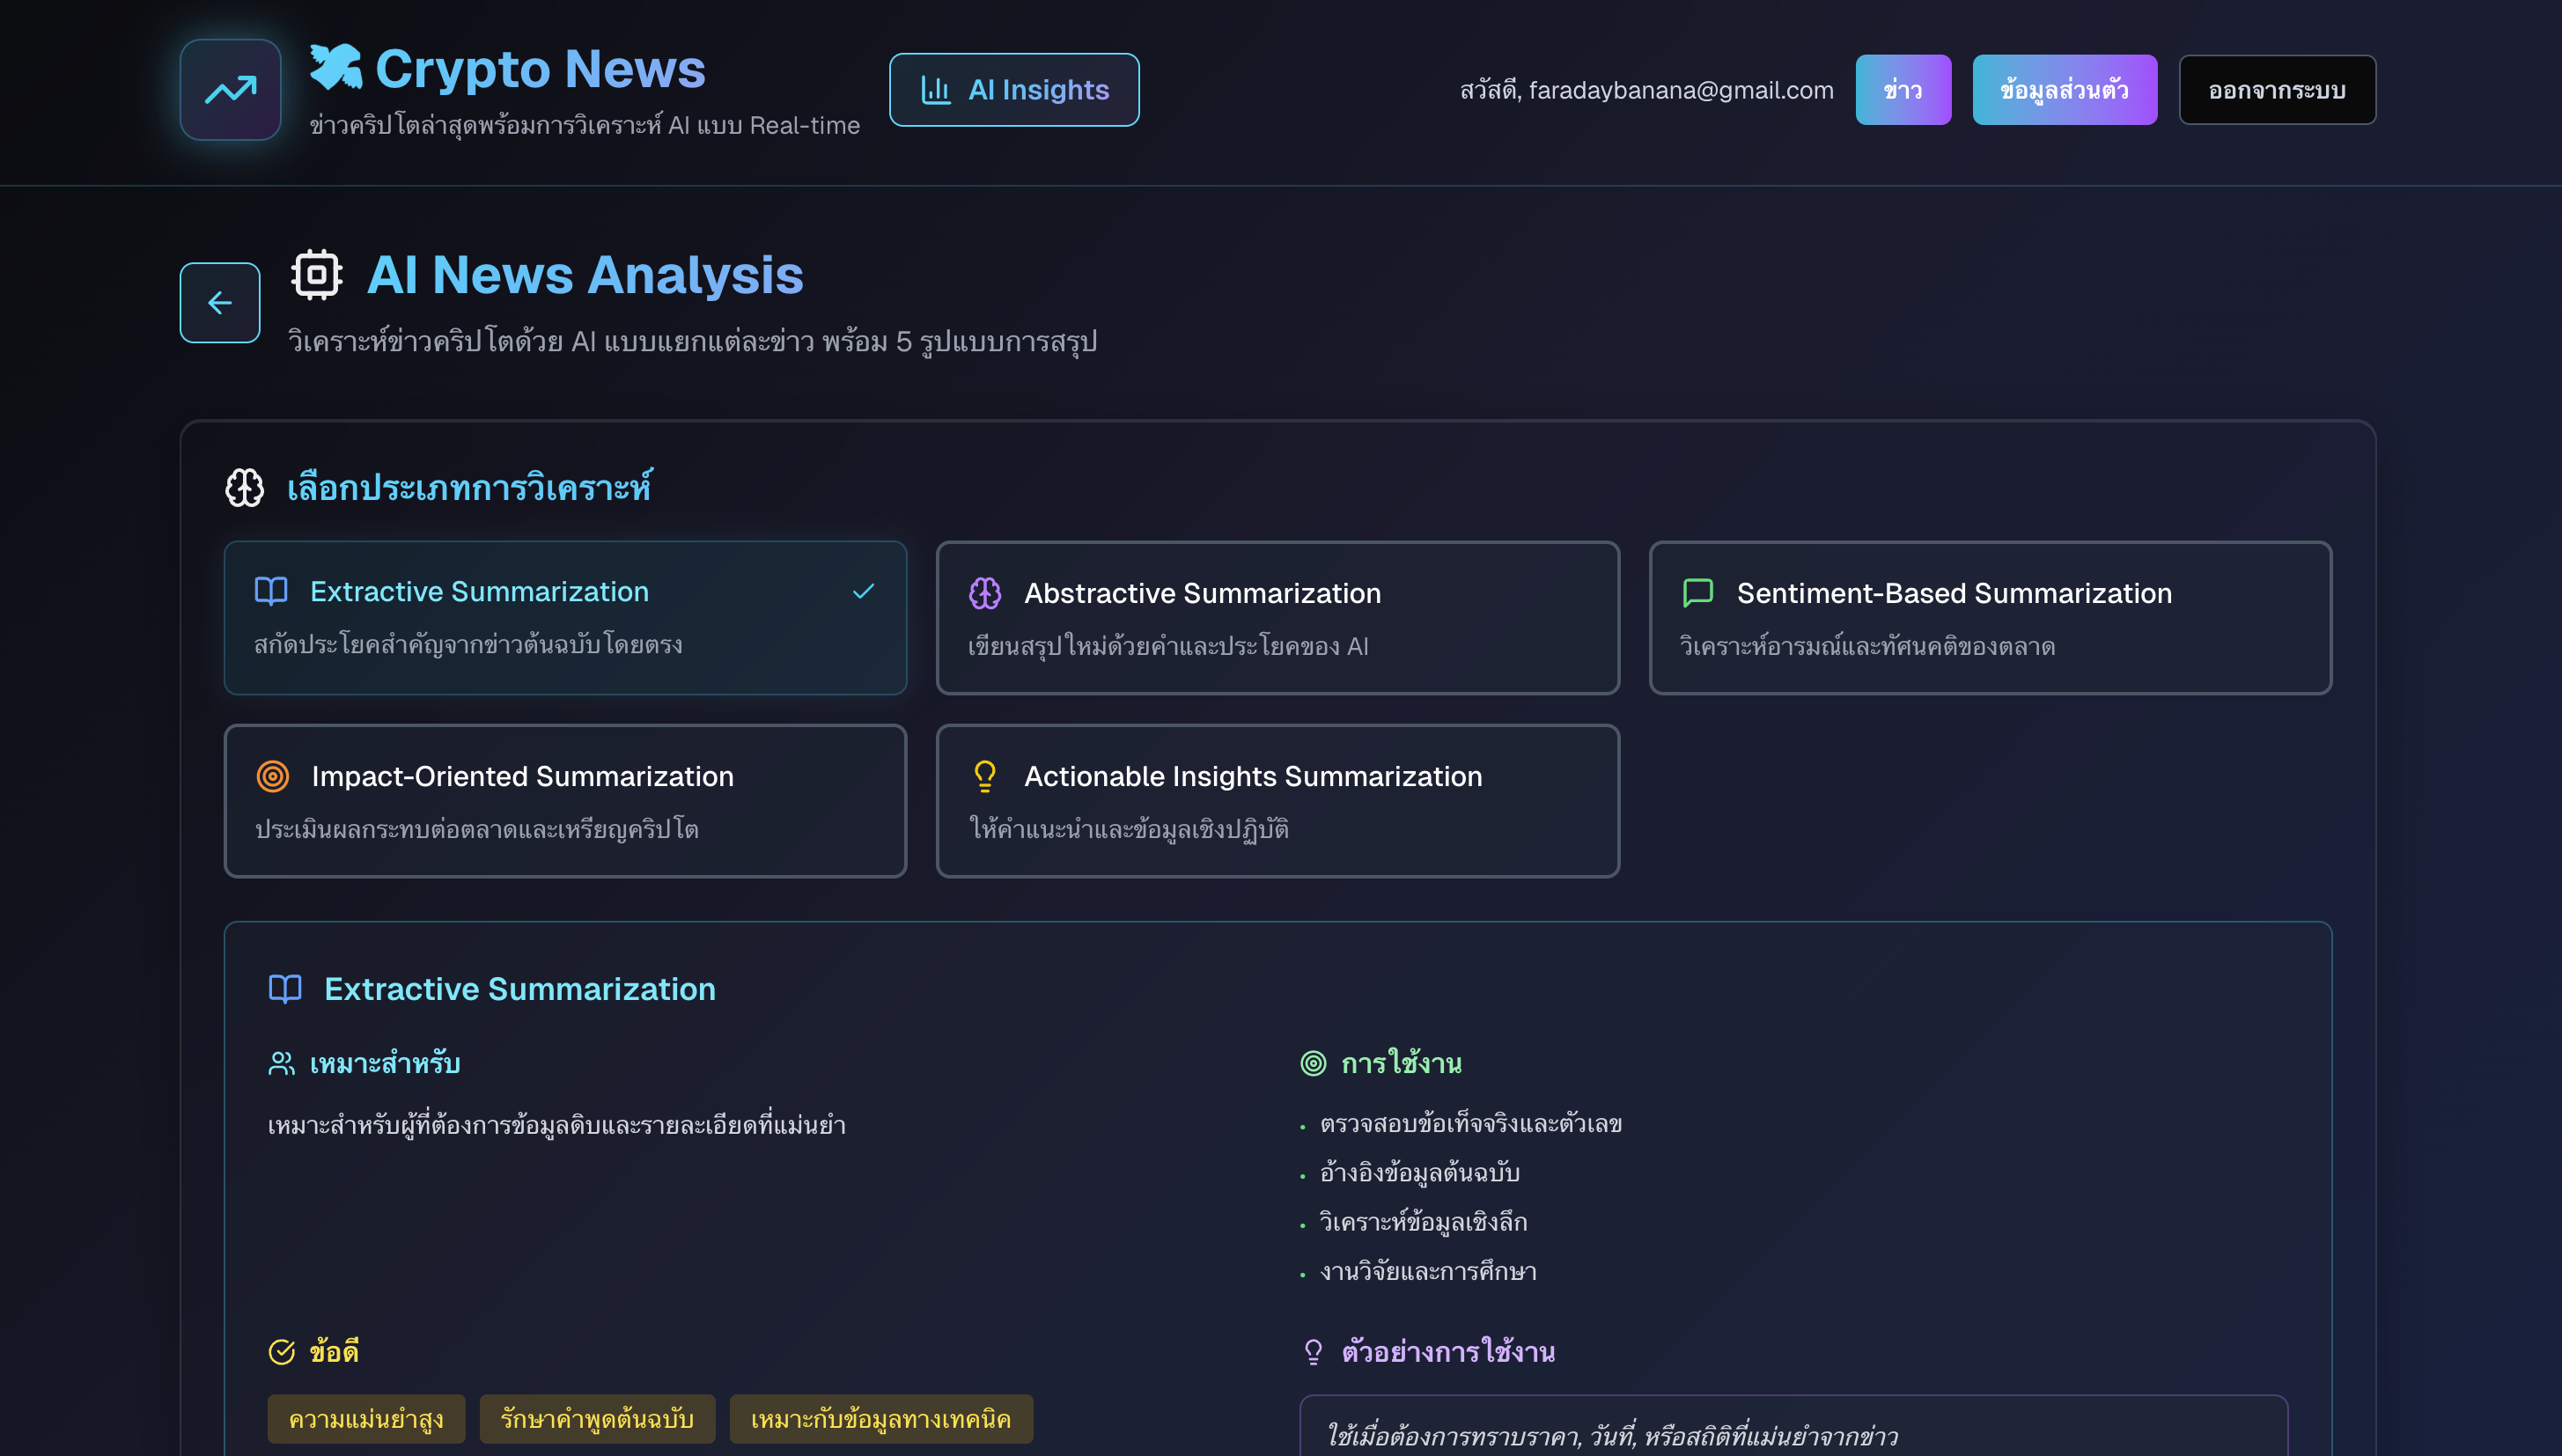 Crypto News
ข่าวคริปโตล่าสุดพร้อมการวิเคราะห์ AI แบบ Real-time
AI Insights
สวัสดี, faradaybanana@gmail.com
ข่าว
ข้อมูลส่วนตัว
ออกจากระบบ
AI News Analysis
วิเคราะห์ข่าวคริปโตด้วย AI แบบแยกแต่ละข่าว พร้อม 5 รูปแบบการสรุป
เลือกประเภทการวิเคราะห์
Extractive Summarization
สกัดประโยคสำคัญจากข่าวต้นฉบับโดยตรง
Abstractive Summarization
เขียนสรุปใหม่ด้วยคำและประโยคของ AI
Sentiment-Based Summarization
วิเคราะห์อารมณ์และทัศนคติของตลาด
Impact-Oriented Summarization
ประเมินผลกระทบต่อตลาดและเหรียญคริปโต
Actionable Insights Summarization
ให้คำแนะนำและข้อมูลเชิงปฏิบัติ
Extractive Summarization
เหมาะสำหรับ
เหมาะสำหรับผู้ที่ต้องการข้อมูลดิบและรายละเอียดที่แม่นยำ
การใช้งาน
• ตรวจสอบข้อเท็จจริงและตัวเลข
• อ้างอิงข้อมูลต้นฉบับ
• วิเคราะห์ข้อมูลเชิงลึก
• งานวิจัยและการศึกษา
ข้อดี
ความแม่นยำสูง
รักษาคำพูดต้นฉบับ
เหมาะกับข้อมูลทางเทคนิค
ตัวอย่างการใช้งาน
ใช้เมื่อต้องการทราบราคา, วันที่, หรือสถิติที่แม่นยำจากข่าว